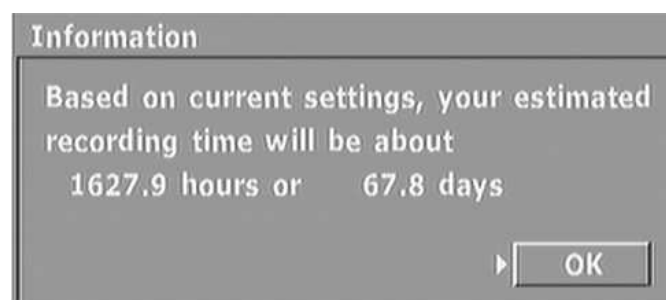 Information
Based on current settings, your estimated
recording time will be about
1627.9 hours or 67.8 days
OK